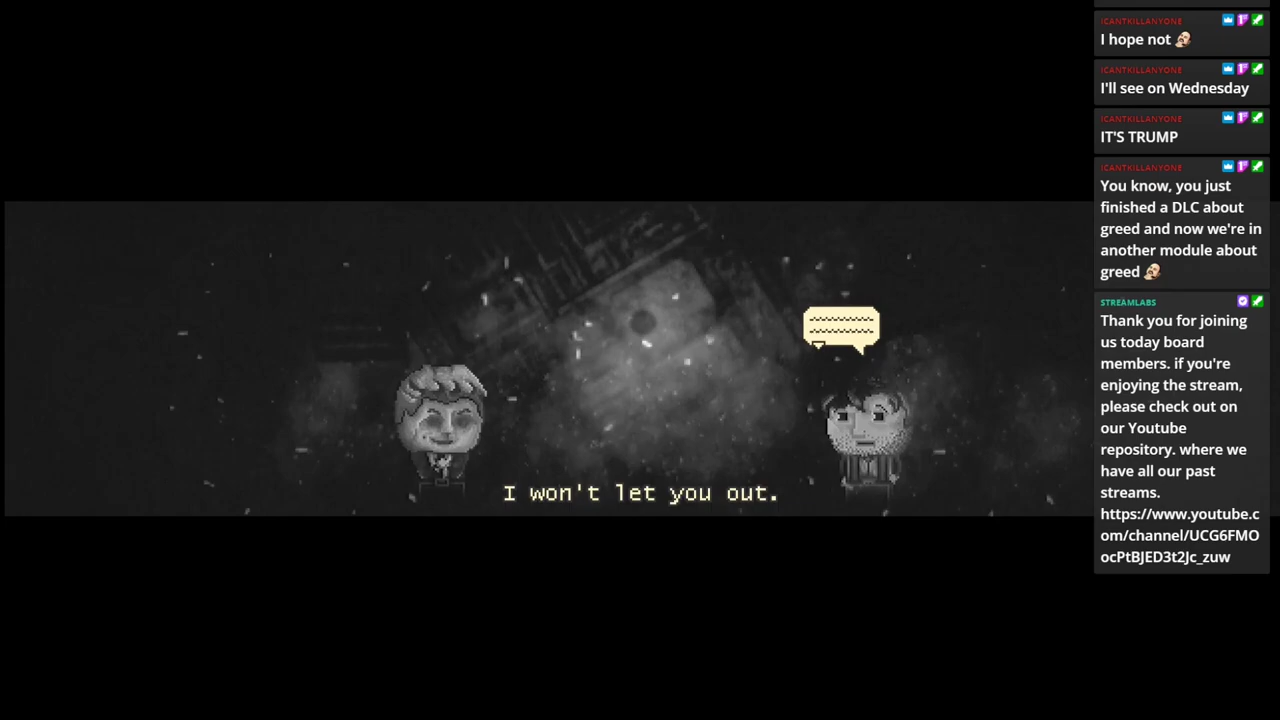 I won't let you out.
ICANTKILLANYONE
I hope not
ICANTKILLANYONE
I'll see on Wednesday
ICANTKILLANYONE
IT'S TRUMP
ICANTKILLANYONE
You know, you just
finished a DLC about
greed and now we're in
another module about
greed
STREAMLABS
Thank you for joining
us today board
members. if you're
enjoying the stream,
please check out on
our Youtube
repository. where we
have all our past
streams.
https://www.youtube.c
om/channel/UCG6FMO
ocPtBJED3t2Jc_zuw